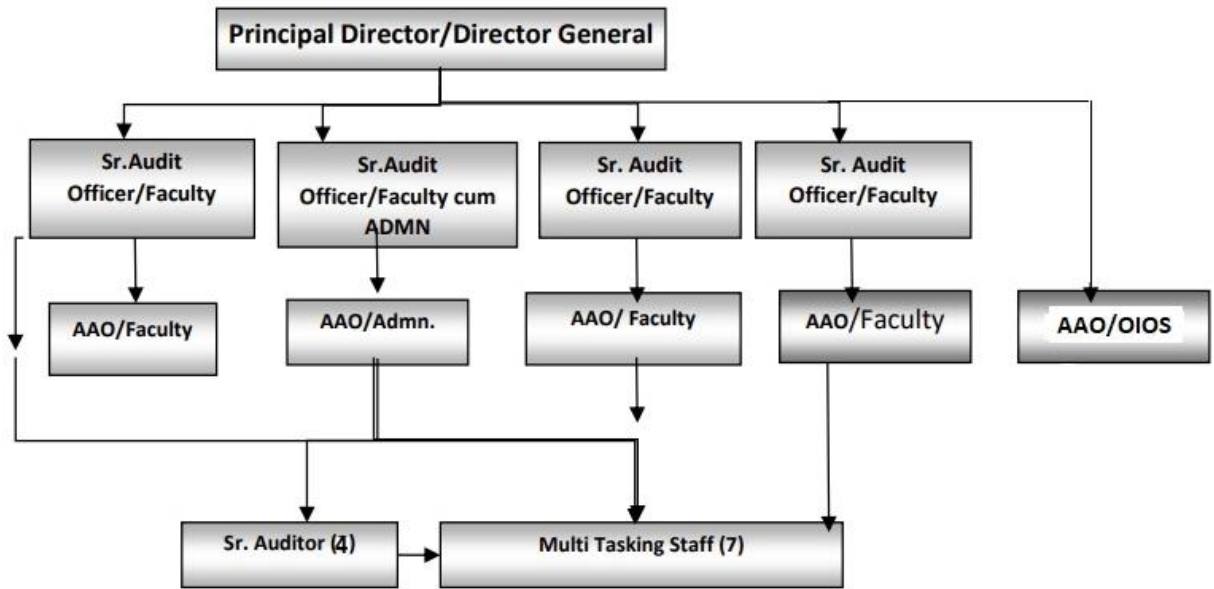 Principal Director/Director General
Sr.Audit
Officer/Faculty
Sr.Audit
Officer/Faculty cum
ADMN
Sr. Audit
Officer/Faculty
Sr. Audit
Officer/Faculty
AAO/Faculty
AAO/Admn.
AAO/ Faculty
AAO/Faculty
AAO/OIOS
Sr. Auditor (4)
Multi Tasking Staff (7)